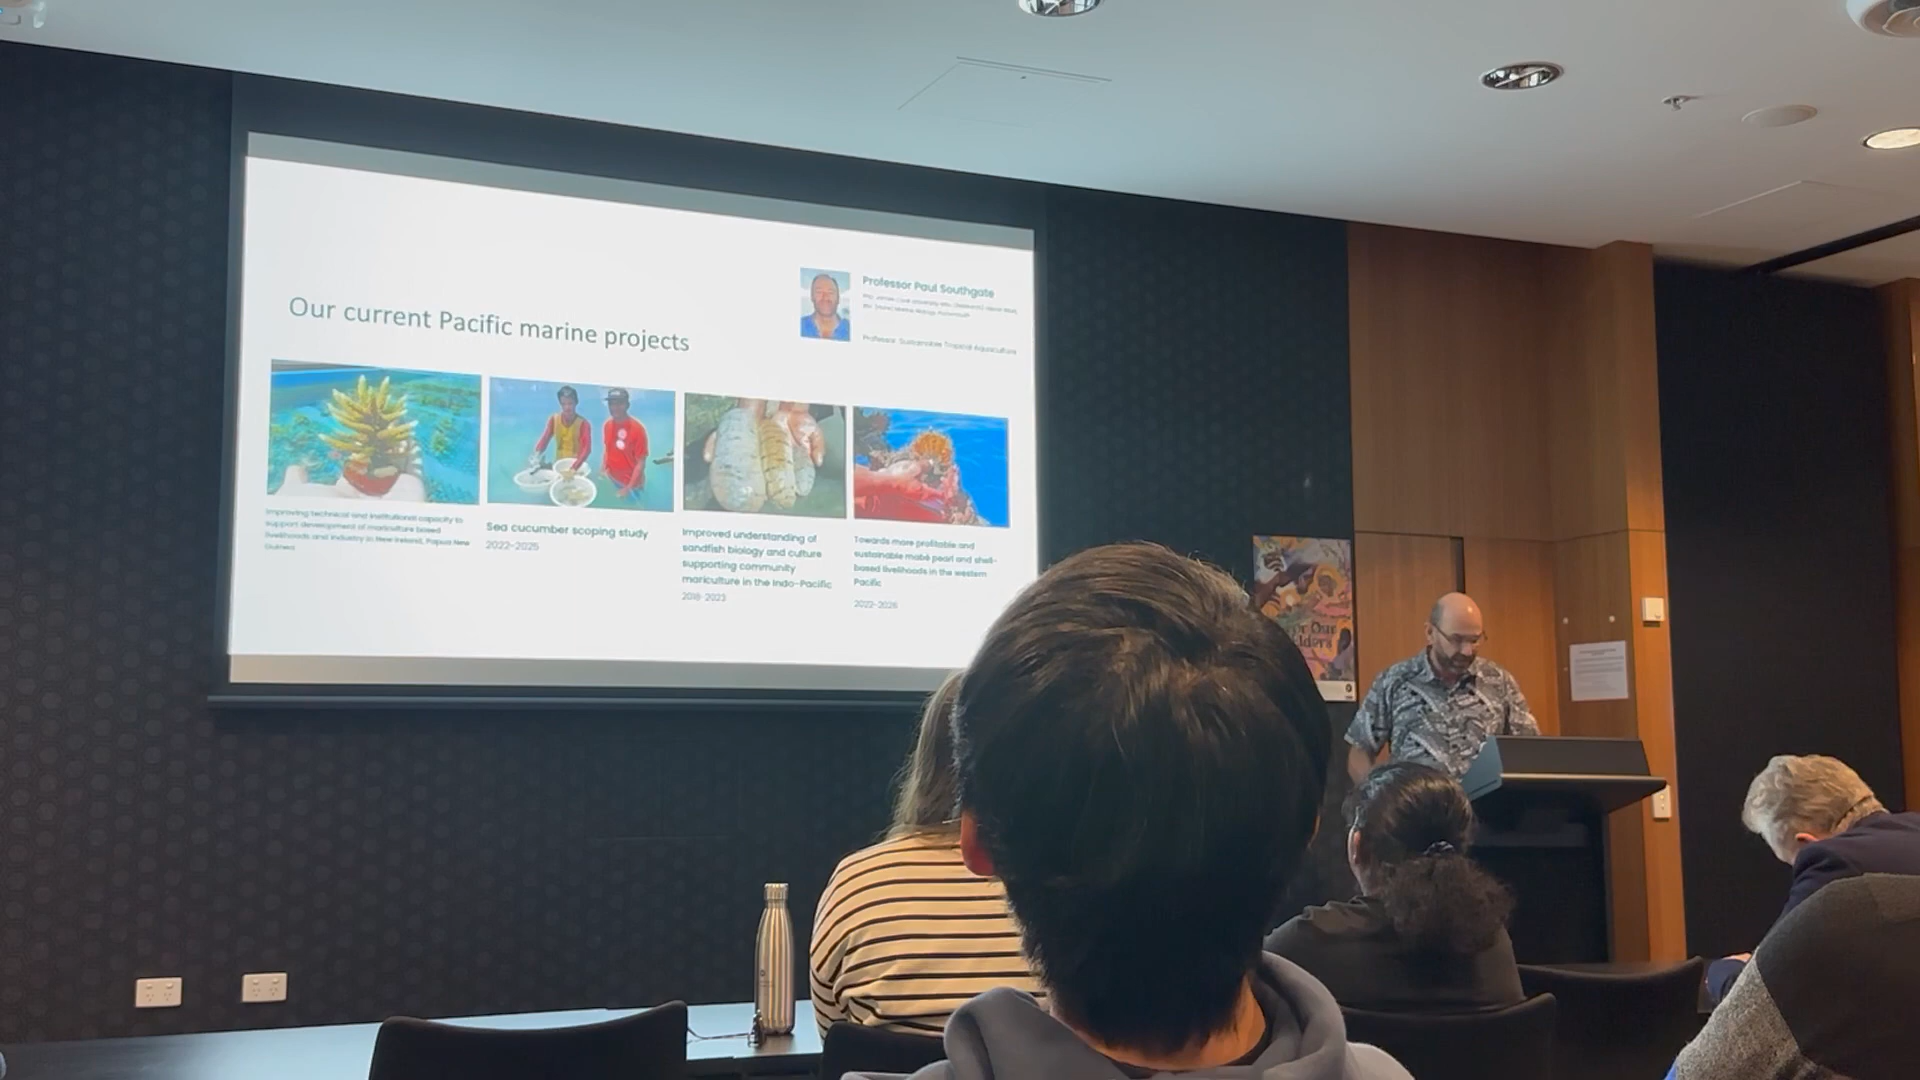 Our current Pacific marine projects
Professor Paul Southgate
Professor: Sustainable Tropical Aquaculture
Improving technical and institutional capacity to
support development of mariculture based
livelihoods and industry in New Ireland, Papua New
Guinea
Sea cucumber scoping study
2022-2025
Improved understanding of
sandfish biology and culture
supporting community
mariculture in the Indo-Pacific
2018-2023
Towards more profitable and
sustainable mabé pearl and shell-
based livelihoods in the western
Pacific
2022-2026
Our